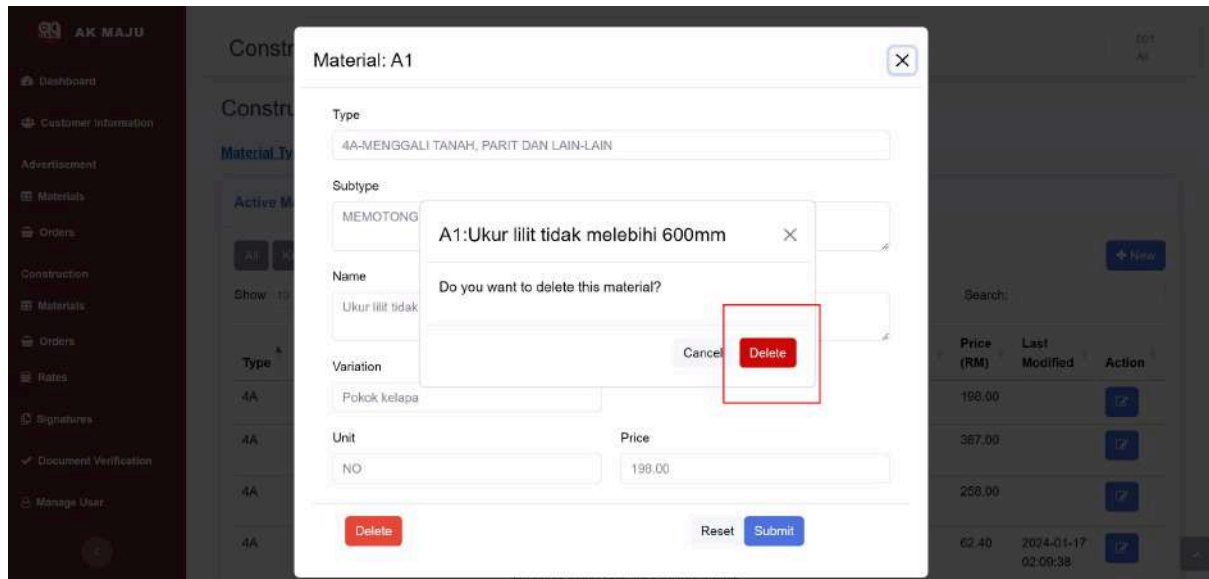 AK MAJU
Dashboard
Customer Information
Advertisement
Materials
Orders
Construction
Materials
Orders
Rates
Signatures
Document Verification
Manage User
Constr
001
Constru
Material Ty
Active M
All
New
Show 10
Search:
Type
Price (RM)
Last Modified
Action
4A
198.00
4A
367.00
4A
258.00
4A
62.40
2024-01-17 02:09:38
Material: A1
Type
4A-MENGGALI TANAH, PARIT DAN LAIN-LAIN
Subtype
MEMOTONG
Name
Ukur lilit tidak
Variation
Pokok kelapa
Unit
Price
NO
198.00
Delete
Reset
Submit
A1:Ukur lilit tidak melebihi 600mm
Do you want to delete this material?
Cancel
Delete